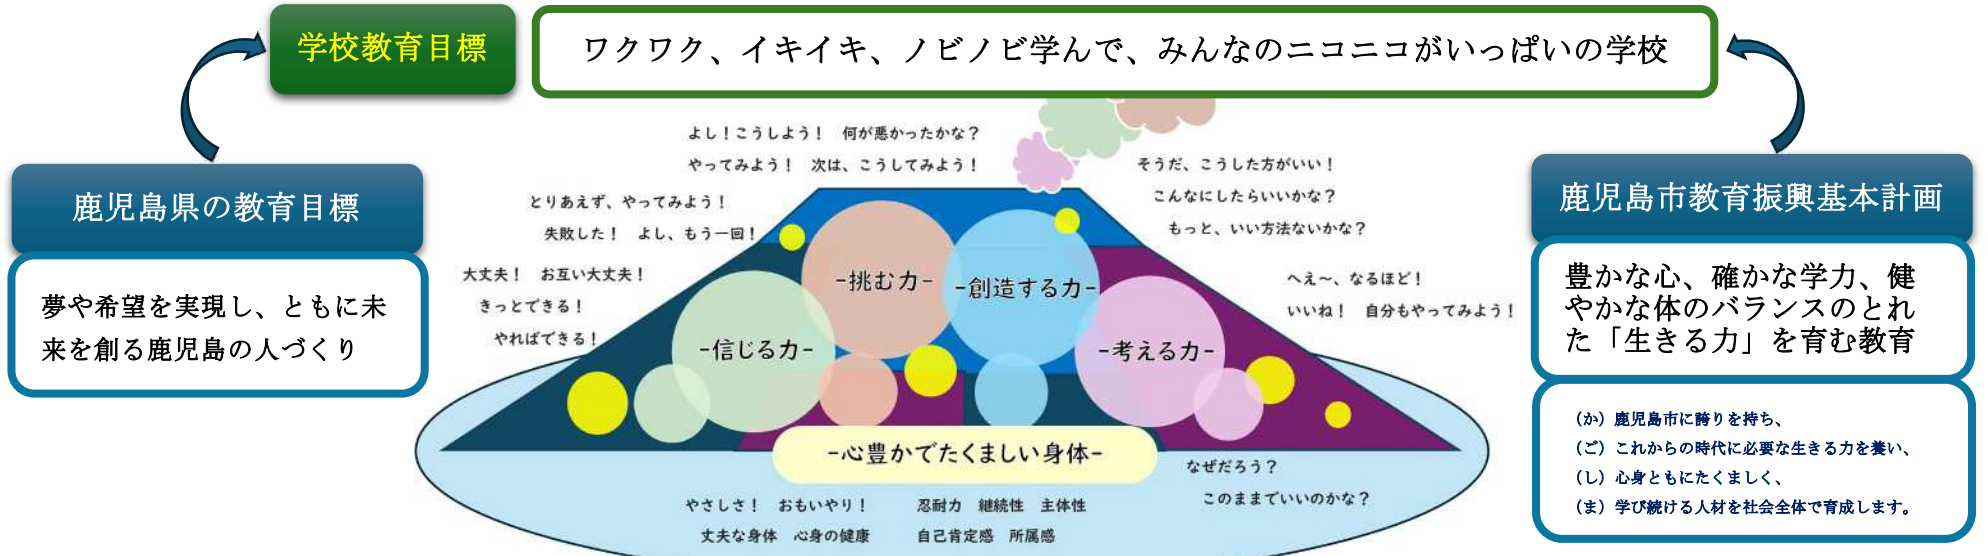 学校教育目標
ワクワク、イキイキ、ノビノビ学んで、みんなのニコニコがいっぱいの学校
鹿児島県の教育目標
夢や希望を実現し、ともに未
来を創る鹿児島の人づくり
よし！こうしよう！　何が悪かったかな？
やってみよう！　次は、こうしてみよう！
とりあえず、やってみよう！
失敗した！　よし、もう一回！
大丈夫！　お互い大丈夫！
きっとできる！
やればできる！
そうだ、こうした方がいい！
こんなにしたらいいかな？
もっと、いい方法ないかな？
へえ～、なるほど！
いいね！　自分もやってみよう！
-挑む力-
-創造する力-
-信じる力-
-考える力-
-心豊かでたくましい身体-
なぜだろう？
このままでいいのかな？
やさしさ！　おもいやり！
丈夫な身体　心身の健康
忍耐力　継続性　主体性
自己肯定感　所属感
鹿児島市教育振興基本計画
豊かな心、確かな学力、健
やかな体のバランスのとれ
た「生きる力」を育む教育
（か）鹿児島市に誇りを持ち、
（ご）これからの時代に必要な生きる力を養い、
（し）心身ともにたくましく、
（ま）学び続ける人材を社会全体で育成します。